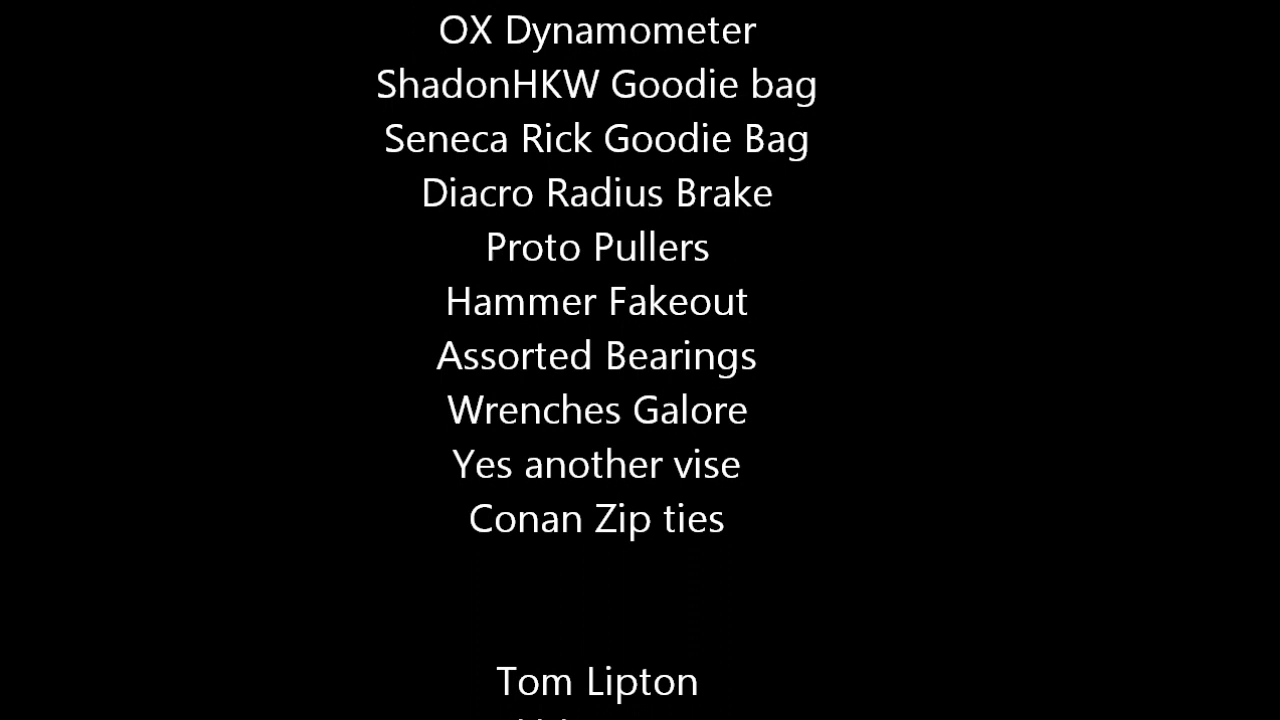 OX Dynamometer
ShadonHKW Goodie bag
Seneca Rick Goodie Bag
Diacro Radius Brake
Proto Pullers
Hammer Fakeout
Assorted Bearings
Wrenches Galore
Yes another vise
Conan Zip ties
Tom Lipton